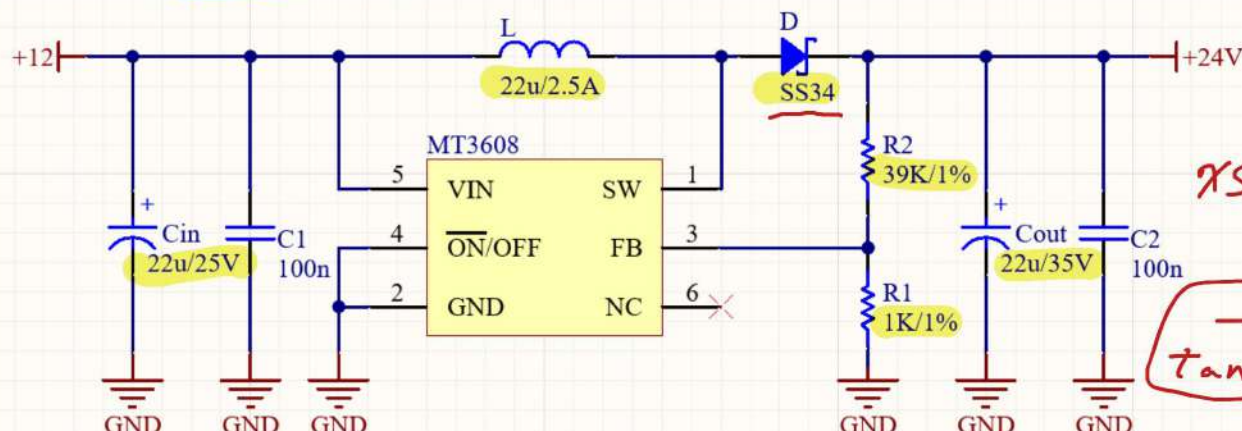 L
D
+12
+24V
22u/2.5A
SS34
MT3608
R2
39K/1%
5 VIN SW 1
+
Cin
22u/25V
C1
100n
4 ON/OFF FB 3
+
Cout
22u/35V
C2
100n
2 GND NC 6
R1
1K/1%
GND GND GND GND GND GND